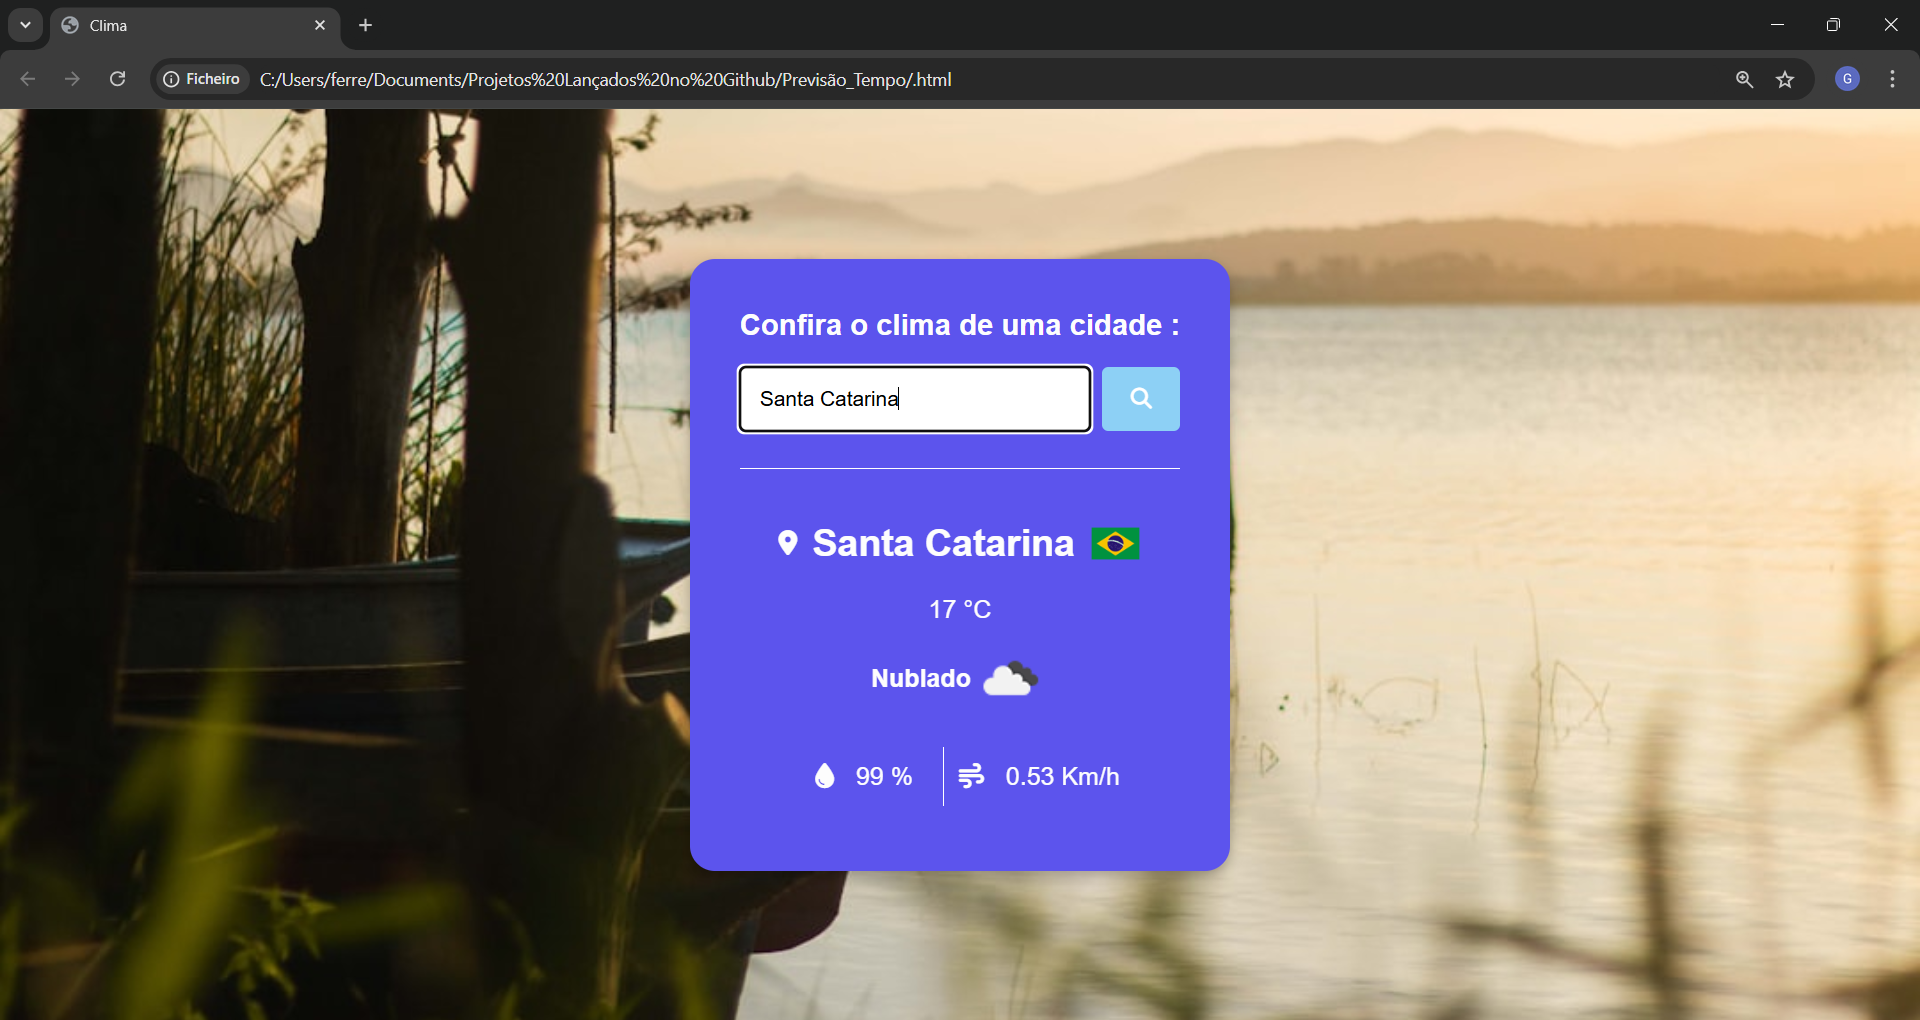 Clima
Ficheiro
C:/Users/ferre/Documents/Projetos%20Lançados%20no%20Github/Previsão_Tempo/.html
G
Confira o clima de uma cidade :
Santa Catarina
Santa Catarina
17 °C
Nublado
99 %
0.53 Km/h